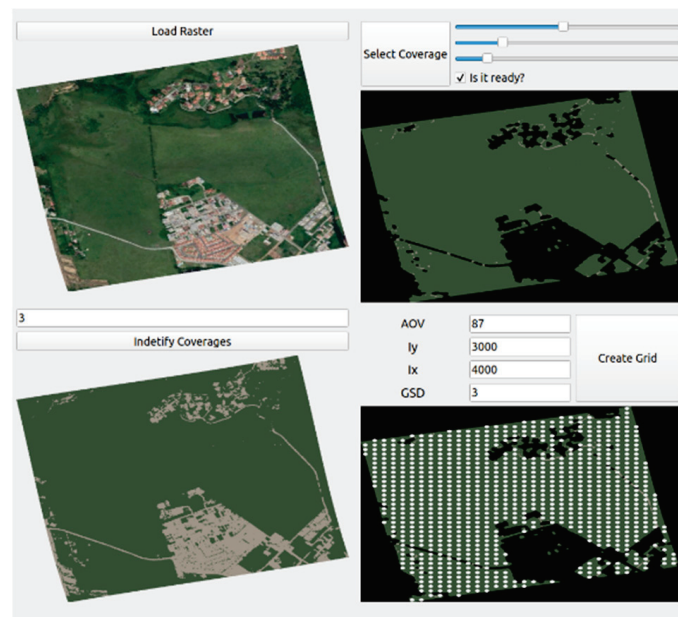 Load Raster
Select Coverage
Is it ready?
3
Indetify Coverages
AOV 87
Iy 3000
Ix 4000
GSD 3
Create Grid